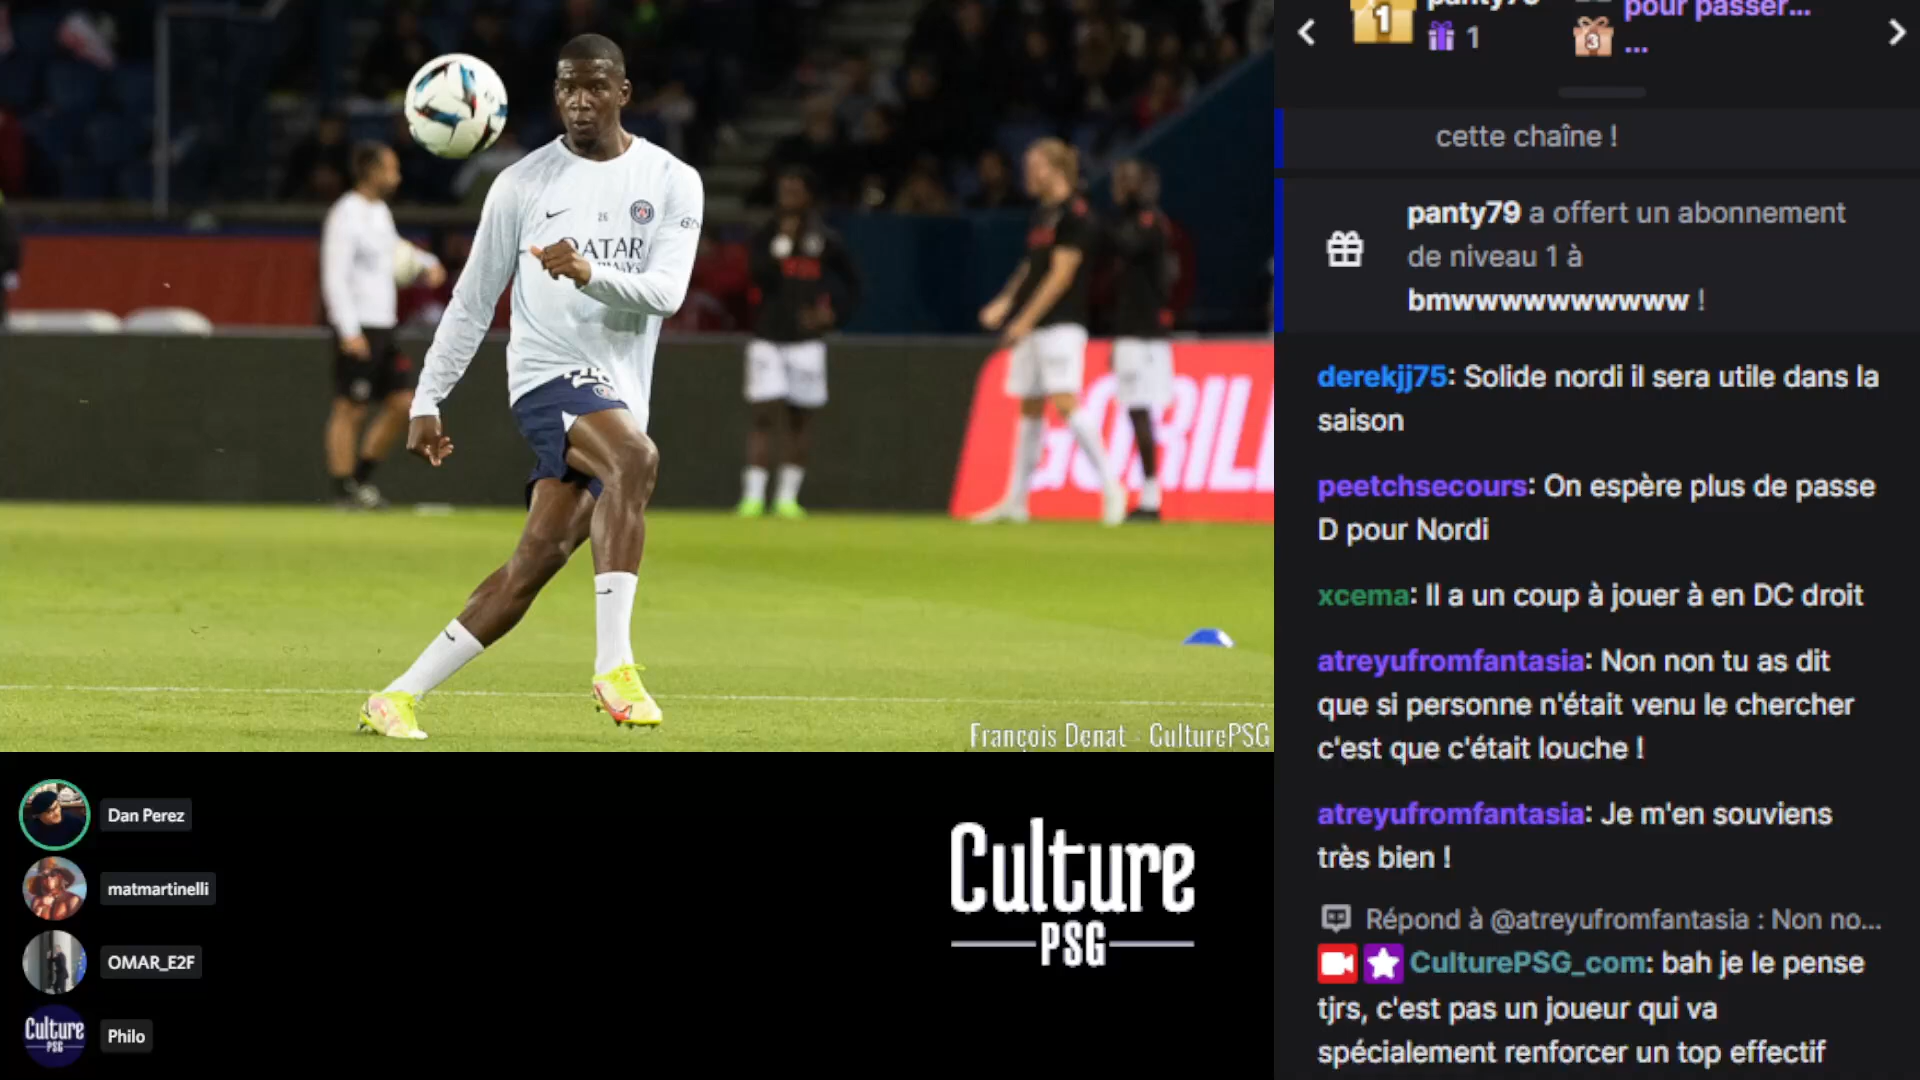 26
QATAR
François Denat - CulturePSG
Dan Perez
matmartinelli
OMAR_E2F
Philo
Culture
PSG
Culture
PSG
1
1
pour passer...
3
...
cette chaîne !
panty79 a offert un abonnement
de niveau 1 à
bmwwwwwwwwww !
derekjj75: Solide nordi il sera utile dans la
saison
peetchsecours: On espère plus de passe
D pour Nordi
xcema: Il a un coup à jouer à en DC droit
atreyufromfantasia: Non non tu as dit
que si personne n'était venu le chercher
c'est que c'était louche !
atreyufromfantasia: Je m'en souviens
très bien !
Répond à @atreyufromfantasia : Non no...
CulturePSG_com: bah je le pense
tjrs, c'est pas un joueur qui va
spécialement renforcer un top effectif